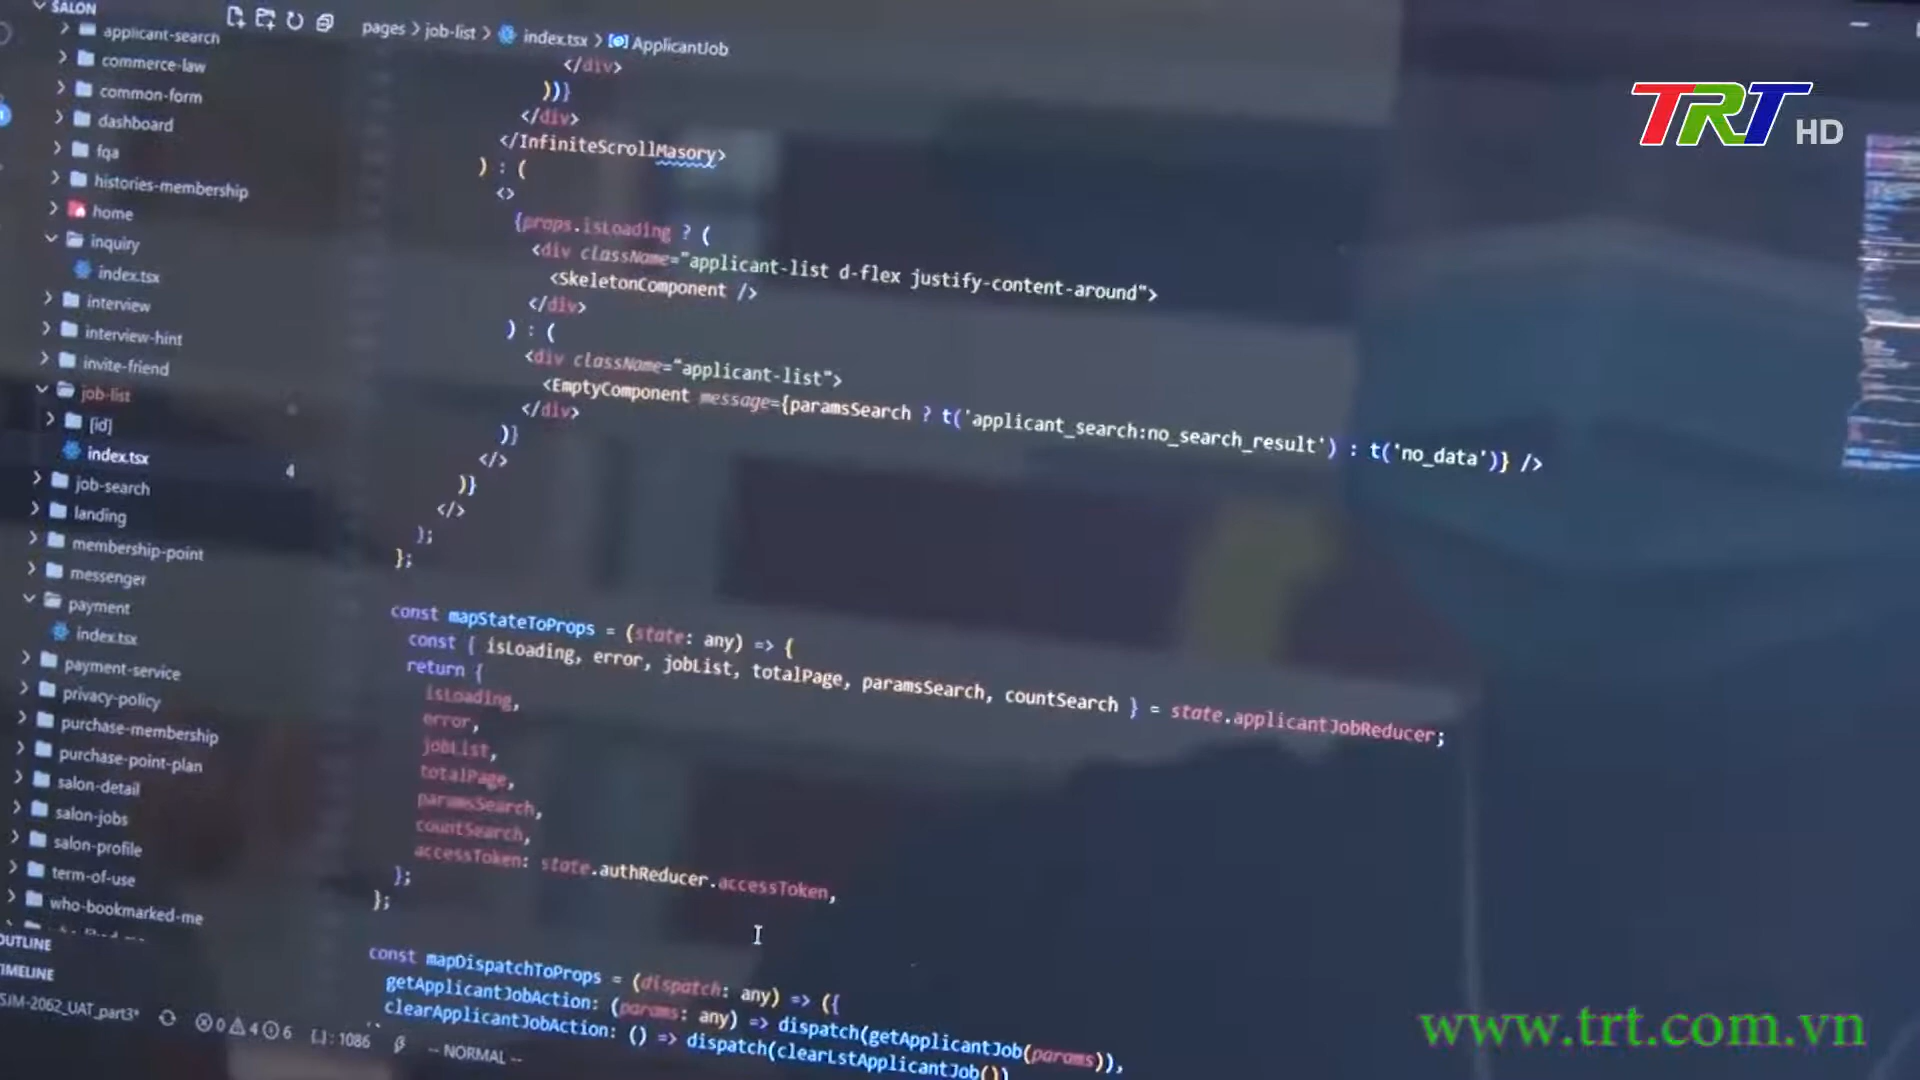 SALON
applicant-search
commerce-law
common-form
dashboard
fqa
histories-membership
home
inquiry
index.tsx
interview
interview-hint
invite-friend
job-list
[id]
index.tsx 4
job-search
landing
membership-point
messenger
payment
index.tsx
payment-service
privacy-policy
purchase-membership
purchase-point-plan
salon-detail
salon-jobs
salon-profile
term-of-use
who-bookmarked-me
OUTLINE
TIMELINE
SJM-2062_UAT_part3* 0 4 6 [..] : 1086 -- NORMAL --
pages > job-list > index.tsx > ApplicantJob
</div>
))}
</div>
</InfiniteScrollMasory>
) : (
<>
{props.isLoading ? (
<div className="applicant-list d-flex justify-content-around">
<SkeletonComponent />
</div>
) : (
<div className="applicant-list">
<EmptyComponent message={paramsSearch ? t('applicant_search:no_search_result') : t('no_data')} />
</div>
)}
</>
)}
</>
);
};
const mapStateToProps = (state: any) => {
const { isLoading, error, jobList, totalPage, paramsSearch, countSearch } = state.applicantJobReducer;
return {
isLoading,
error,
jobList,
totalPage,
paramsSearch,
countSearch,
accessToken: state.authReducer.accessToken,
};
};
const mapDispatchToProps = (dispatch: any) => ({
getApplicantJobAction: (params: any) => dispatch(getApplicantJob(params)),
clearApplicantJobAction: () => dispatch(clearLstApplicantJob())
TRT HD
www.trt.com.vn